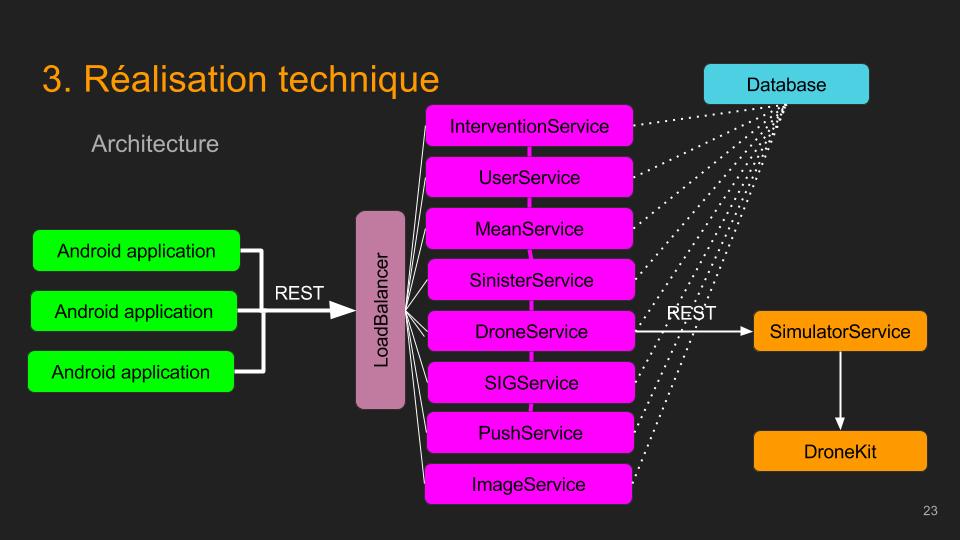 3. Réalisation technique
Architecture
Database
InterventionService
UserService
MeanService
SinisterService
DroneService
SIGService
PushService
ImageService
Android application
Android application
Android application
REST
LoadBalancer
REST
SimulatorService
DroneKit
23